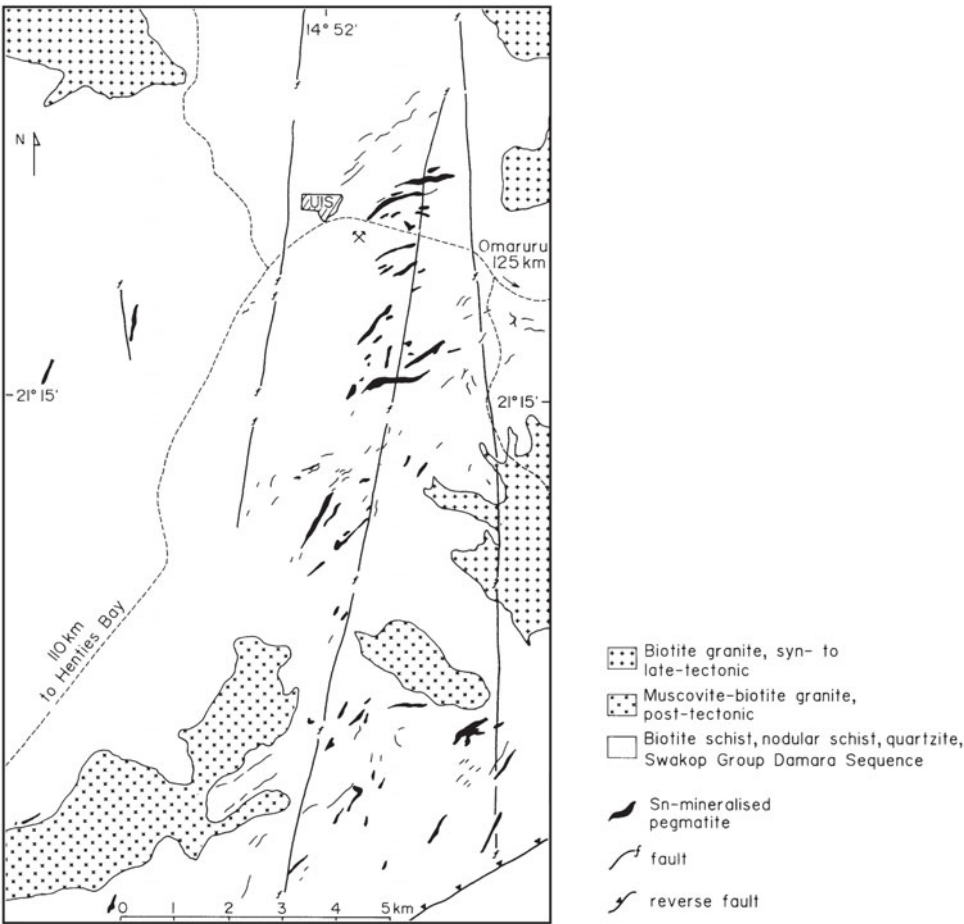 14° 52'
N
UIS
Omaruru
125 km
21° 15'
21° 15'
110 km
to Henties Bay
0 1 2 3 4 5 km
Biotite granite, syn- to
late-tectonic
Muscovite-biotite granite,
post-tectonic
Biotite schist, nodular schist, quartzite,
Swakop Group Damara Sequence
Sn-mineralised
pegmatite
fault
reverse fault